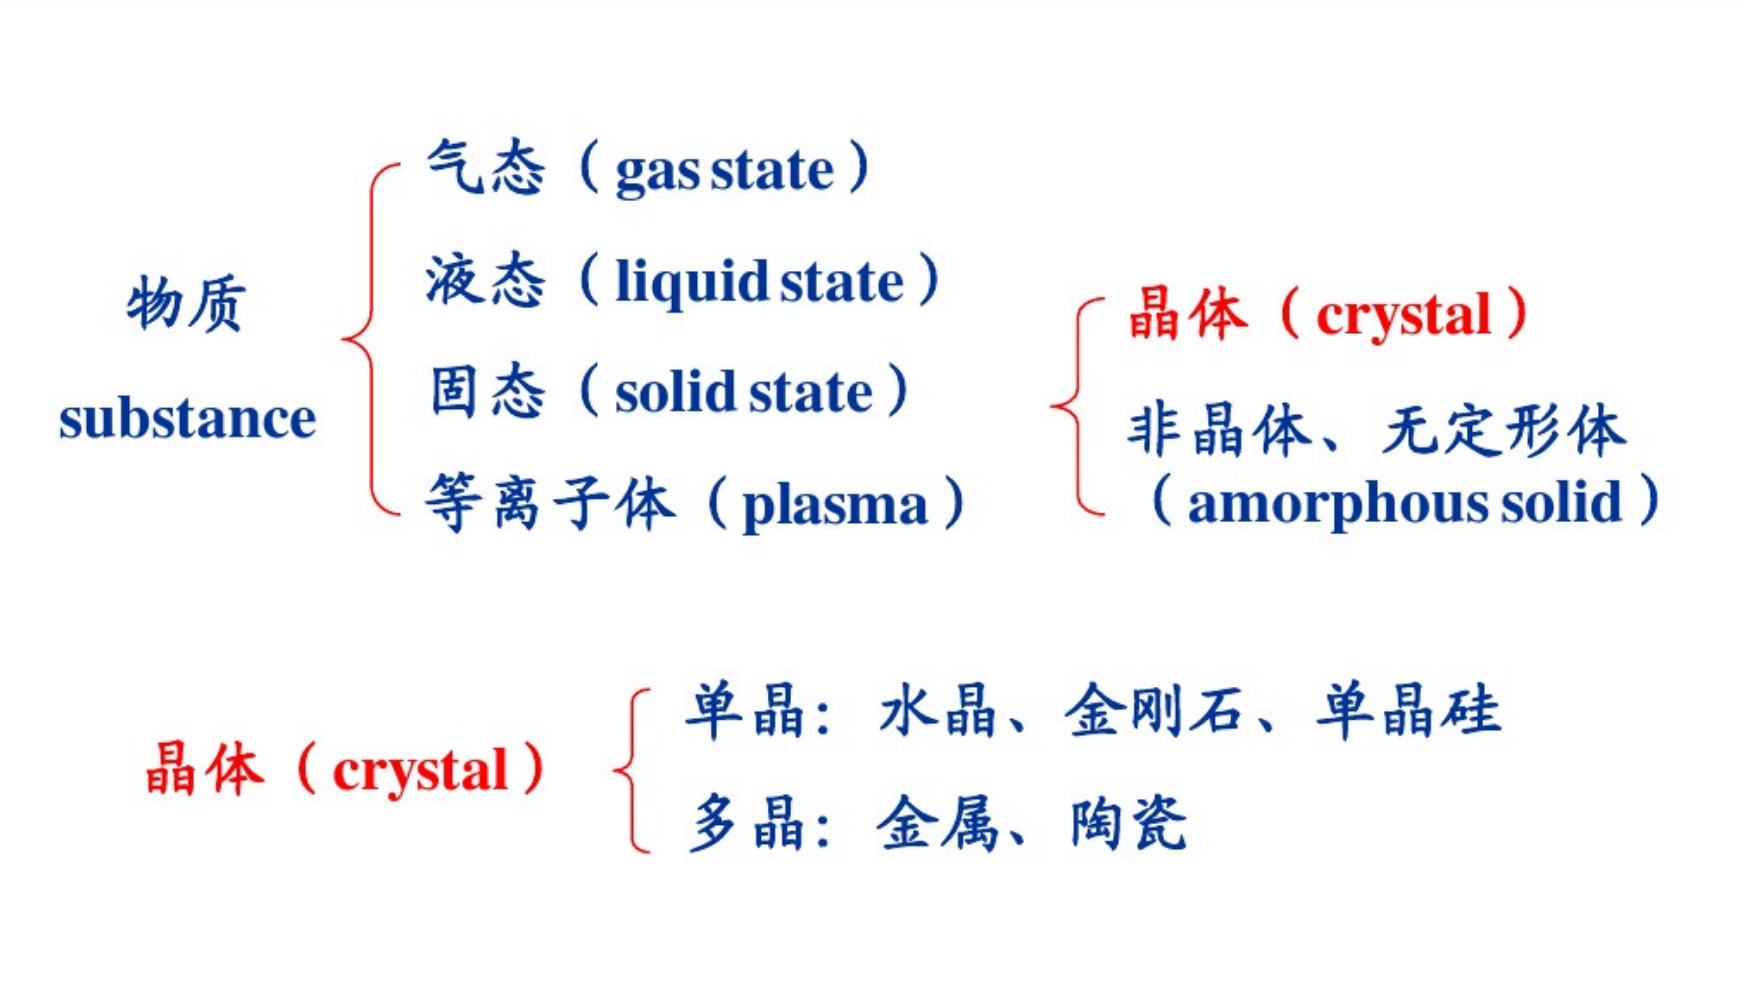 物质
substance
气态（gas state）
液态（liquid state）
固态（solid state）
等离子体（plasma）
晶体（crystal）
非晶体、无定形体
（amorphous solid）
晶体（crystal）
单晶：水晶、金刚石、单晶硅
多晶：金属、陶瓷